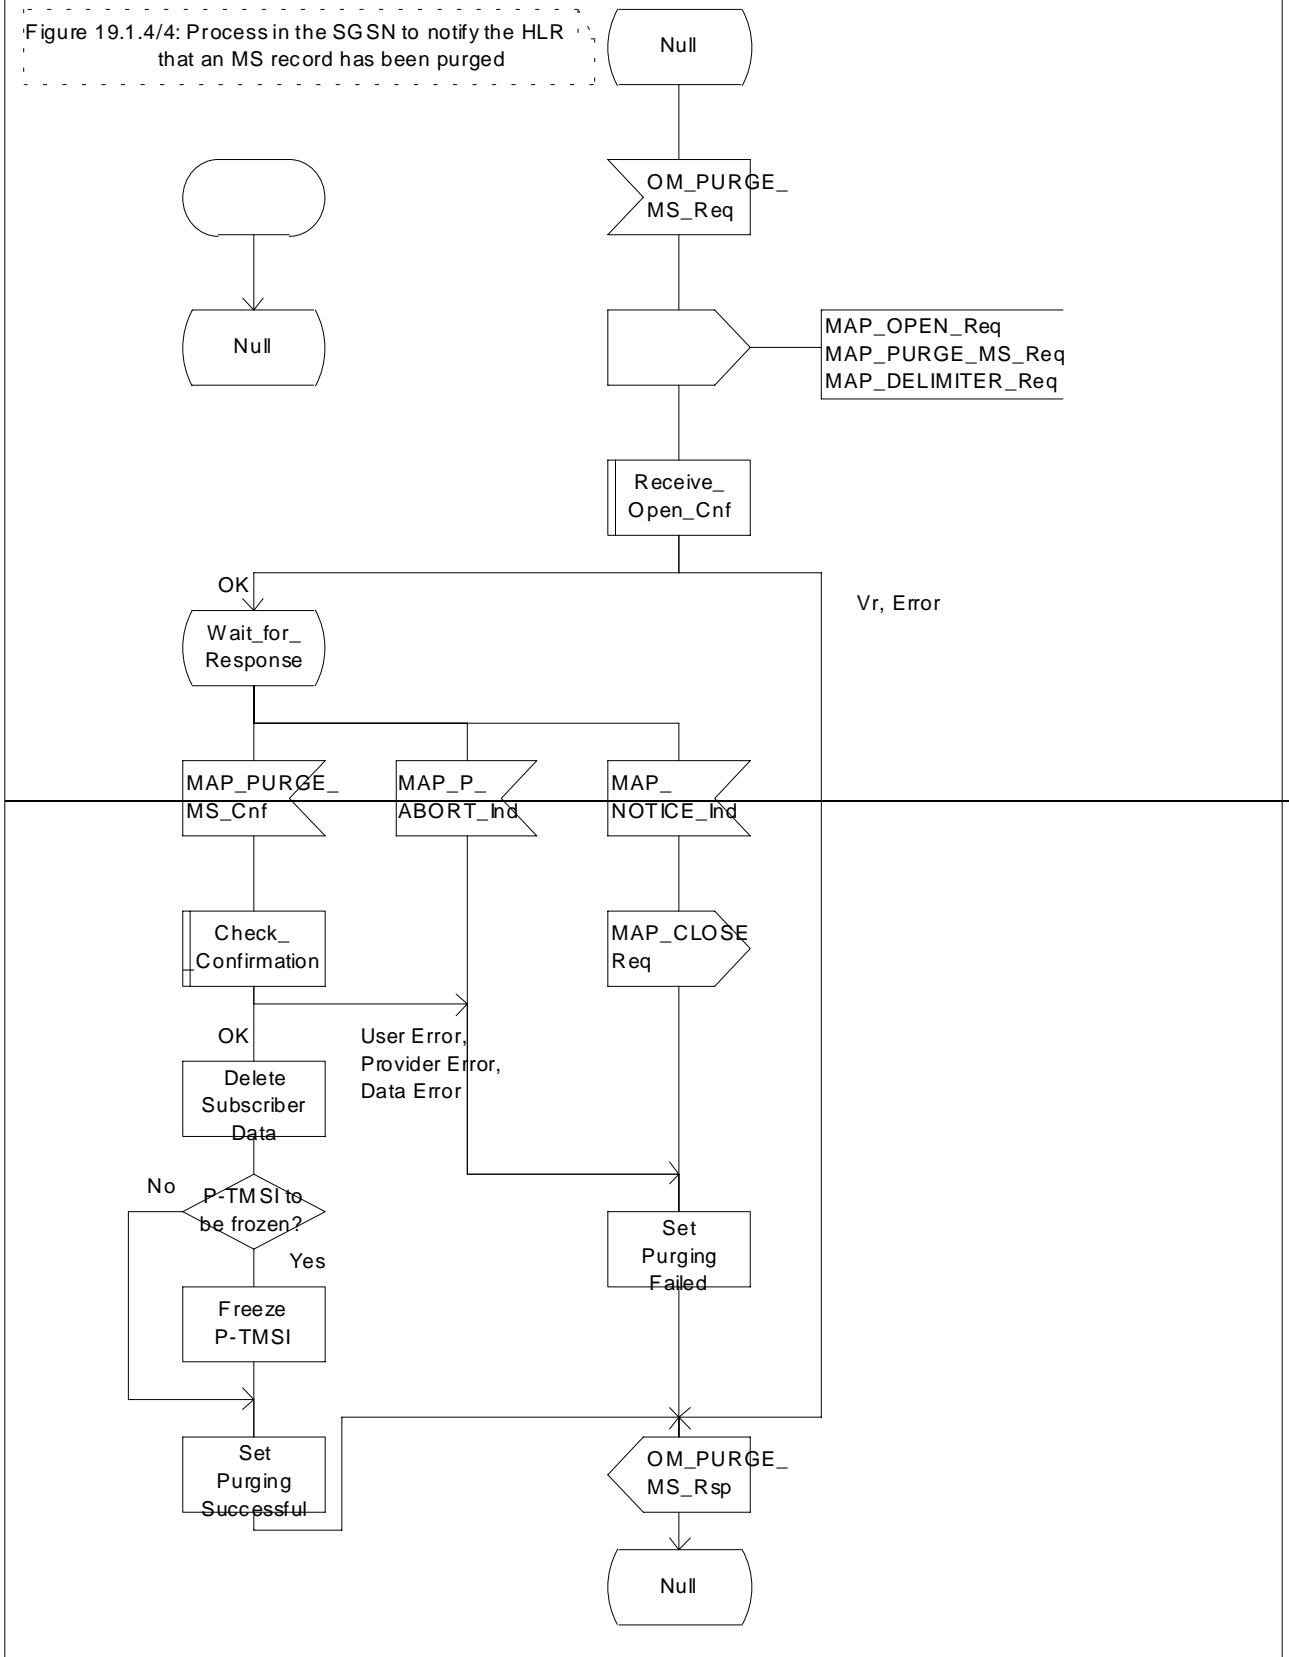 Figure 19.1.4/4: Process in the SGSN to notify the HLR
that an MS record has been purged
Null
OM_PURGE_
MS_Req
Null
MAP_OPEN_Req
MAP_PURGE_MS_Req
MAP_DELIMITER_Req
Receive_
Open_Cnf
OK
Vr, Error
Wait_for_
Response
MAP_PURGE_
MS_Cnf
MAP_P_
ABORT_Ind
MAP_
NOTICE_Ind
Check_
_Confirmation
MAP_CLOSE
Req
OK
User Error,
Provider Error,
Data Error
Delete
Subscriber
Data
No
P-TMSI to
be frozen?
Yes
Set
Purging
Failed
Freeze
P-TMSI
Set
Purging
Successful
OM_PURGE_
MS_Rsp
Null